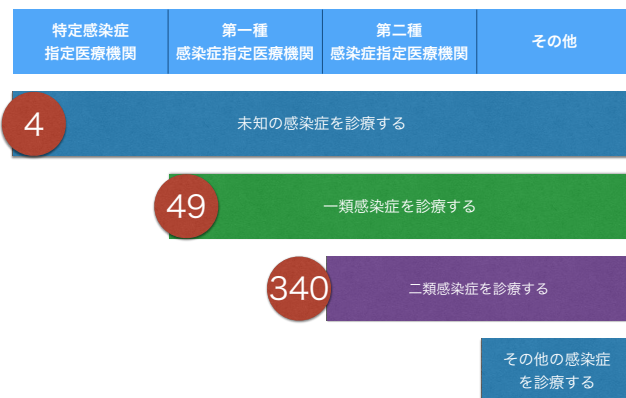 特定感染症
指定医療機関
第一種
感染症指定医療機関
第二種
感染症指定医療機関
その他
4
未知の感染症を診療する
49
一類感染症を診療する
340
二類感染症を診療する
その他の感染症
を診療する